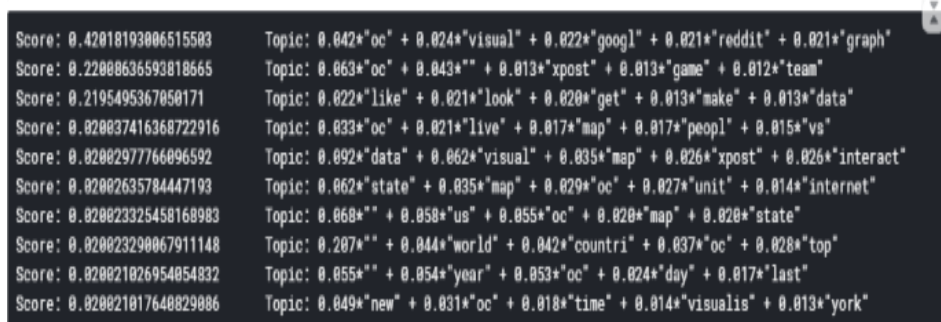 Score: 0.42018193006515503 Topic: 0.042*"oc" + 0.024*"visual" + 0.022*"googl" + 0.021*"reddit" + 0.021*"graph"
Score: 0.22008636593818665 Topic: 0.063*"oc" + 0.043*"" + 0.013*"xpost" + 0.013*"game" + 0.012*"team"
Score: 0.2195495367050171 Topic: 0.022*"like" + 0.021*"look" + 0.020*"get" + 0.013*"make" + 0.013*"data"
Score: 0.020037416368722916 Topic: 0.033*"oc" + 0.021*"live" + 0.017*"map" + 0.017*"peopl" + 0.015*"vs"
Score: 0.02002977766096592 Topic: 0.092*"data" + 0.062*"visual" + 0.035*"map" + 0.026*"xpost" + 0.026*"interact"
Score: 0.02002635784447193 Topic: 0.062*"state" + 0.035*"map" + 0.029*"oc" + 0.027*"unit" + 0.014*"internet"
Score: 0.020023325458168983 Topic: 0.068*"" + 0.058*"us" + 0.055*"oc" + 0.020*"map" + 0.020*"state"
Score: 0.020023290067911148 Topic: 0.207*"" + 0.044*"world" + 0.042*"countri" + 0.037*"oc" + 0.028*"top"
Score: 0.020021026954054832 Topic: 0.055*"" + 0.054*"year" + 0.053*"oc" + 0.024*"day" + 0.017*"last"
Score: 0.020021017640829086 Topic: 0.049*"new" + 0.031*"oc" + 0.018*"time" + 0.014*"visualis" + 0.013*"york"